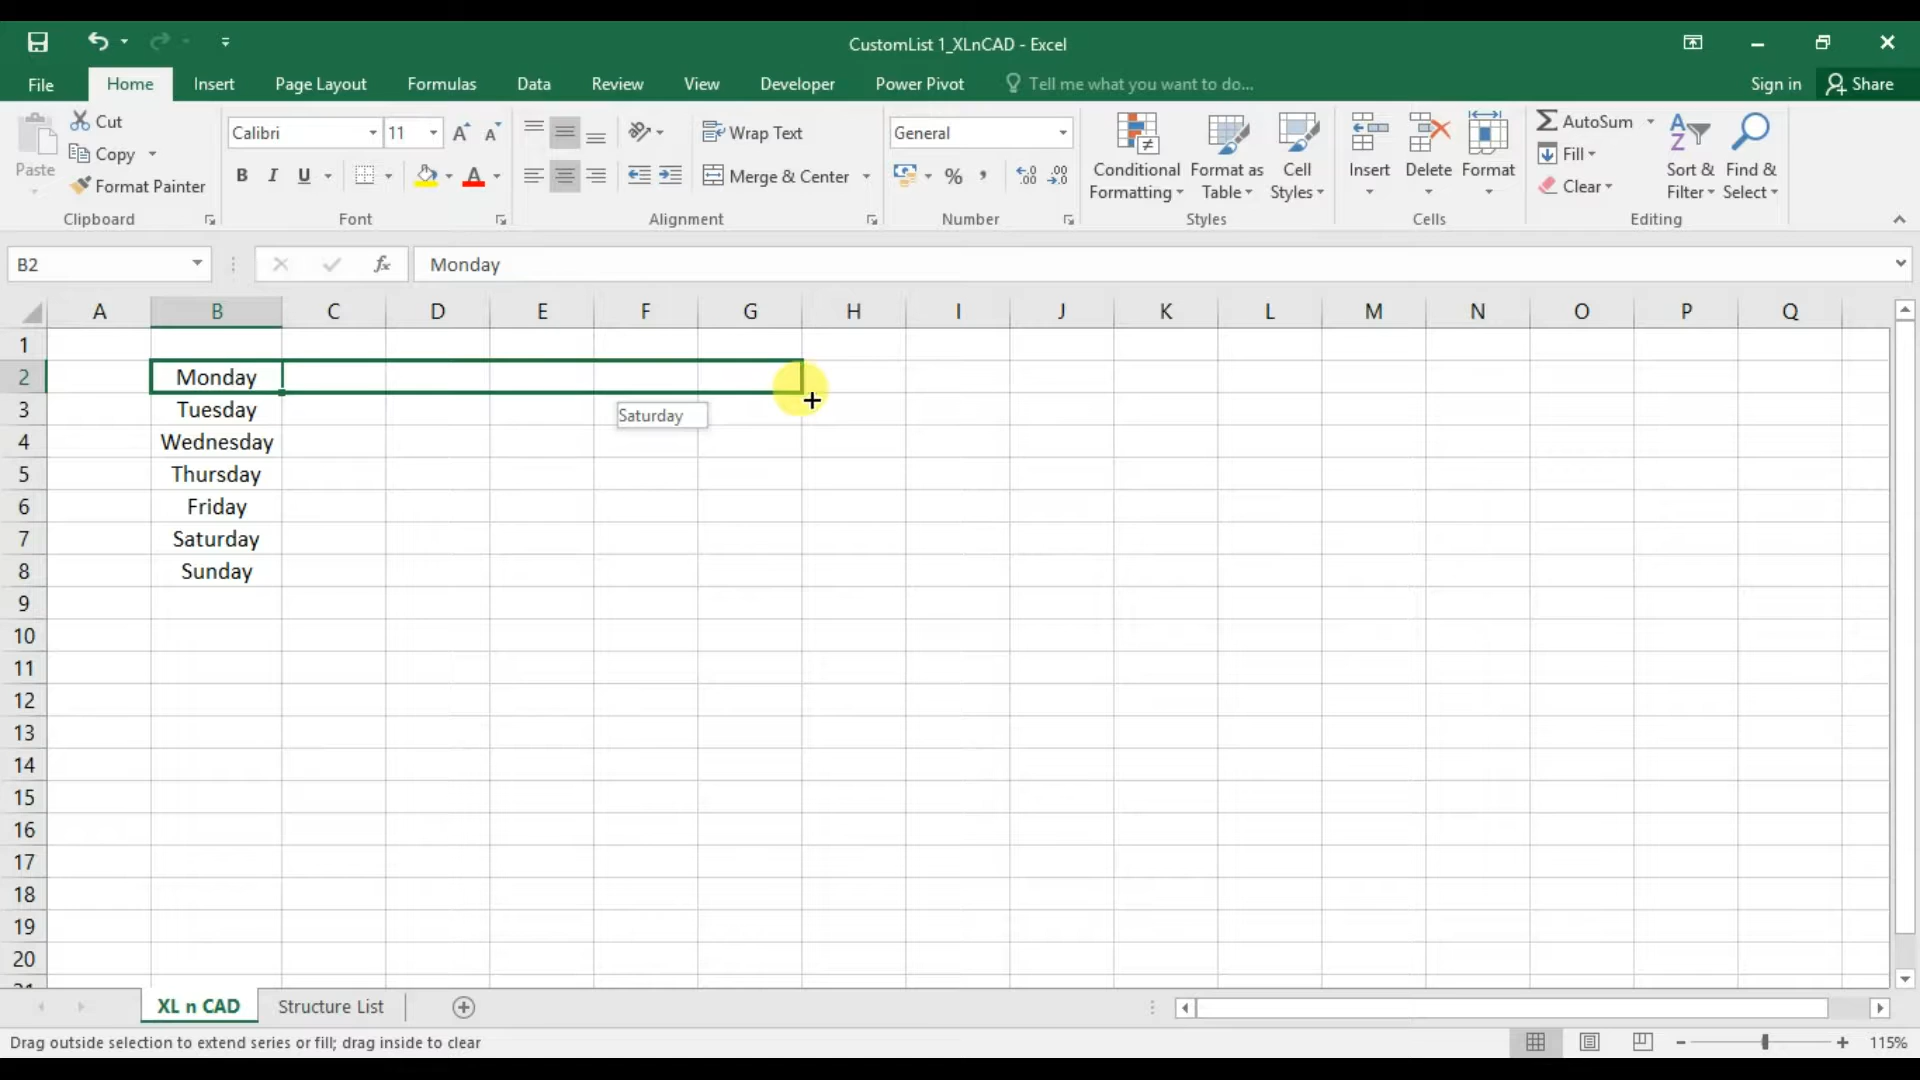 CustomList 1_XLnCAD - Excel
File Home Insert Page Layout Formulas Data Review View Developer Power Pivot Tell me what you want to do... Sign in Share
Paste
Cut
Copy
Format Painter
Clipboard
Calibri 11
B I U
Font
Wrap Text
Merge & Center
Alignment
General
%
Number
Conditional Formatting
Format as Table
Cell Styles
Styles
Insert Delete Format
Cells
AutoSum
Fill
Clear
Sort & Filter
Find & Select
Editing
B2 fx Monday
A B C D E F G H I J K L M N O P Q
1
2 Monday
3 Tuesday Saturday
4 Wednesday
5 Thursday
6 Friday
7 Saturday
8 Sunday
9
10
11
12
13
14
15
16
17
18
19
20
XL n CAD Structure List
Drag outside selection to extend series or fill; drag inside to clear 115%